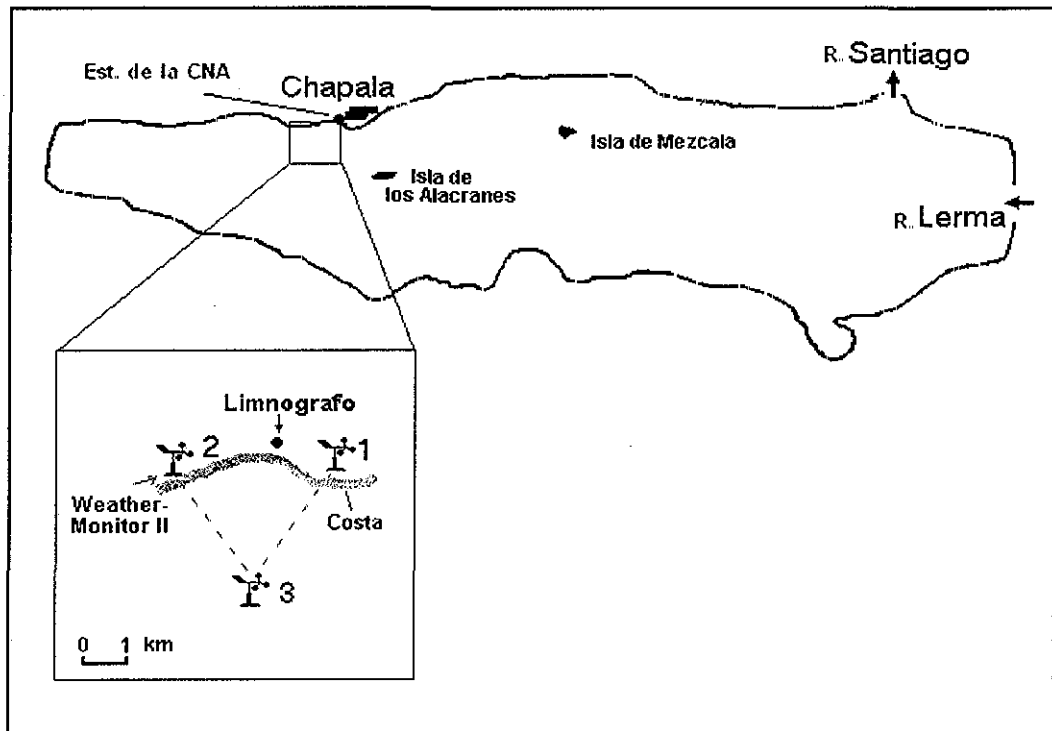 Est. de la CNA
Chapala
R.. Santiago
Isla de Mezcala
Isla de
los Alacranes
R.. Lerma
Limnografo
2
1
Weather-
Monitor II
Costa
3
0 1 km